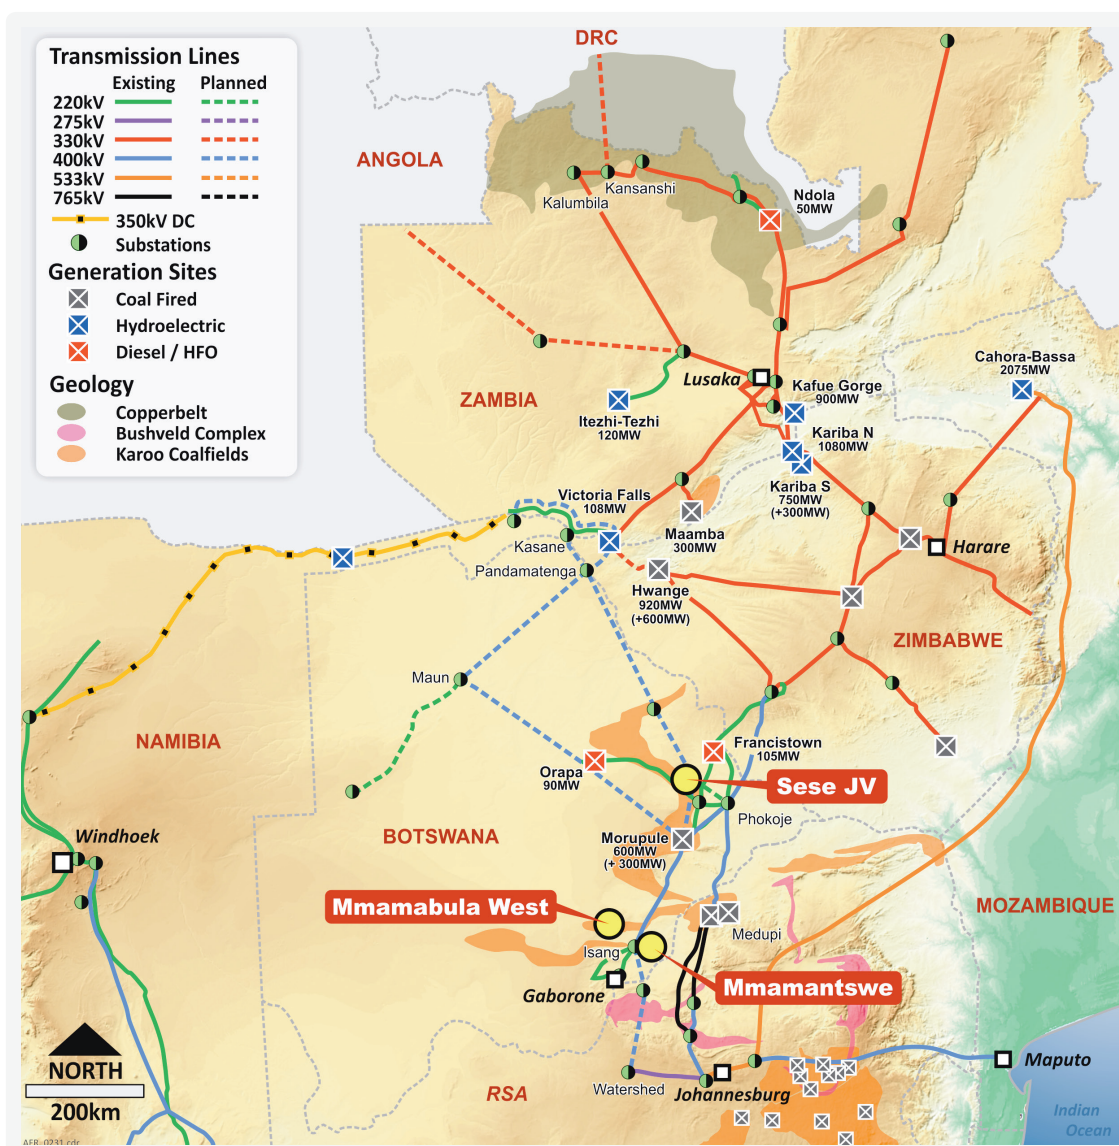 Transmission Lines
Existing Planned
220kV
275kV
330kV
400kV
533kV
765kV
350kV DC
Substations
Generation Sites
Coal Fired
Hydroelectric
Diesel / HFO
Geology
Copperbelt
Bushveld Complex
Karoo Coalfields
DRC
ANGOLA
Kansanshi
Kalumbila
Ndola
50MW
ZAMBIA
Lusaka
Itezhi-Tezhi
120MW
Kafue Gorge
900MW
Cahora-Bassa
2075MW
Kariba N
1080MW
Kariba S
750MW
(+300MW)
Victoria Falls
108MW
Maamba
300MW
Kasane
Pandamatenga
Harare
Hwange
920MW
(+600MW)
ZIMBABWE
Maun
NAMIBIA
Francistown
105MW
Orapa
90MW
Sese JV
Phokoje
Windhoek
BOTSWANA
Morupule
600MW
(+ 300MW)
Mmamabula West
MOZAMBIQUE
Medupi
Isang
Mmamantswe
Gaborone
NORTH
200km
RSA
Watershed
Johannesburg
Maputo
Indian
Ocean
AFR_0231.cdr